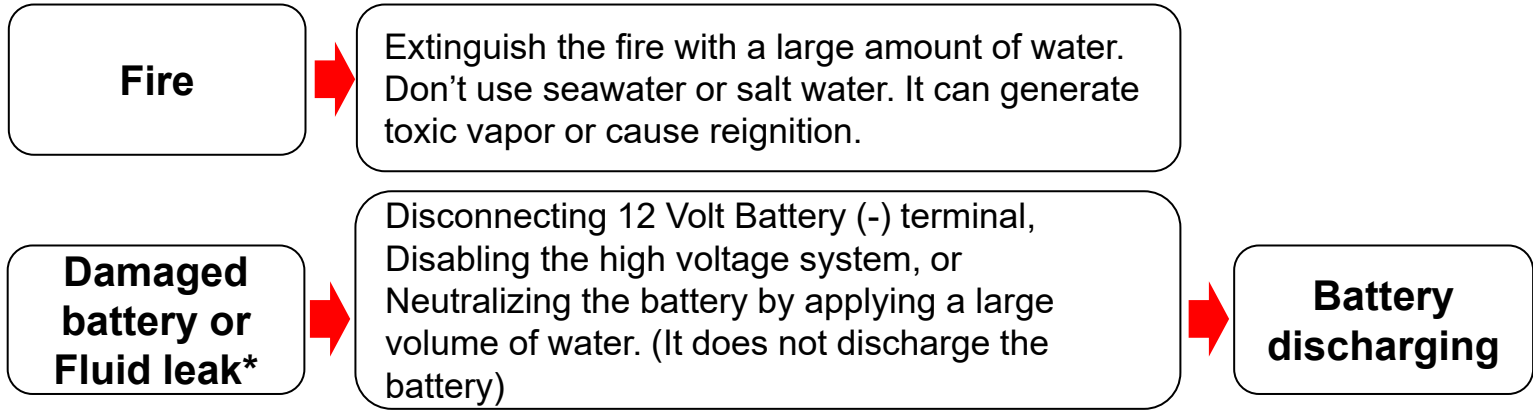 Fire
Extinguish the fire with a large amount of water.
Don’t use seawater or salt water. It can generate
toxic vapor or cause reignition.
Damaged
battery or
Fluid leak*
Disconnecting 12 Volt Battery (-) terminal,
Disabling the high voltage system, or
Neutralizing the battery by applying a large
volume of water. (It does not discharge the
battery)
Battery
discharging